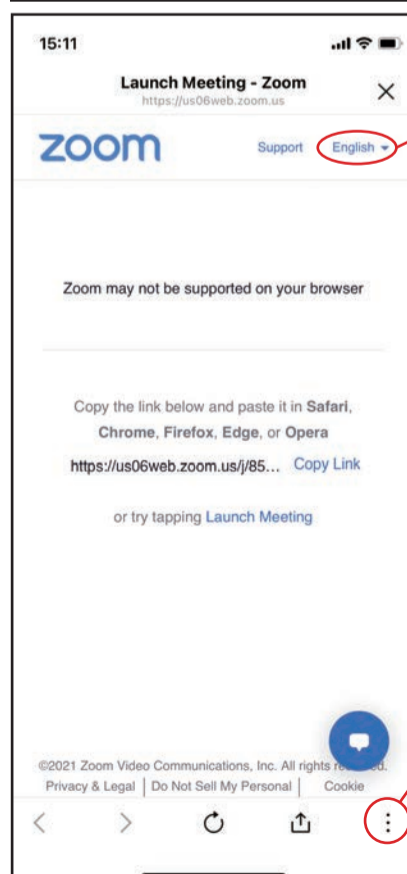 15:11
Launch Meeting - Zoom
https://us06web.zoom.us
zoom
Support English
Zoom may not be supported on your browser
Copy the link below and paste it in Safari,
Chrome, Firefox, Edge, or Opera
https://us06web.zoom.us/j/85... Copy Link
or try tapping Launch Meeting
©2021 Zoom Video Communications, Inc. All rights
Privacy & Legal | Do Not Sell My Personal | Cookie